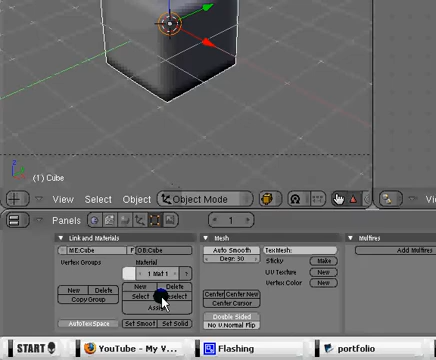 (1) Cube
View Select Object Object Mode
Panels 1
Link and Materials
ME:Cube F OB:Cube
Vertex Groups Material
1 Mat 1 ?
New Delete New Delete
Copy Group Select
AutoTexSpace Set Smooth Set Solid
Mesh
Auto Smooth TexMesh:
Degr: 30 Sticky Make
UV Texture New
Center Center New Vertex Color New
Center Cursor
Double Sided
No V.Normal Flip
Multires
Add Multires
START YouTube - My V... Flashing portfolio